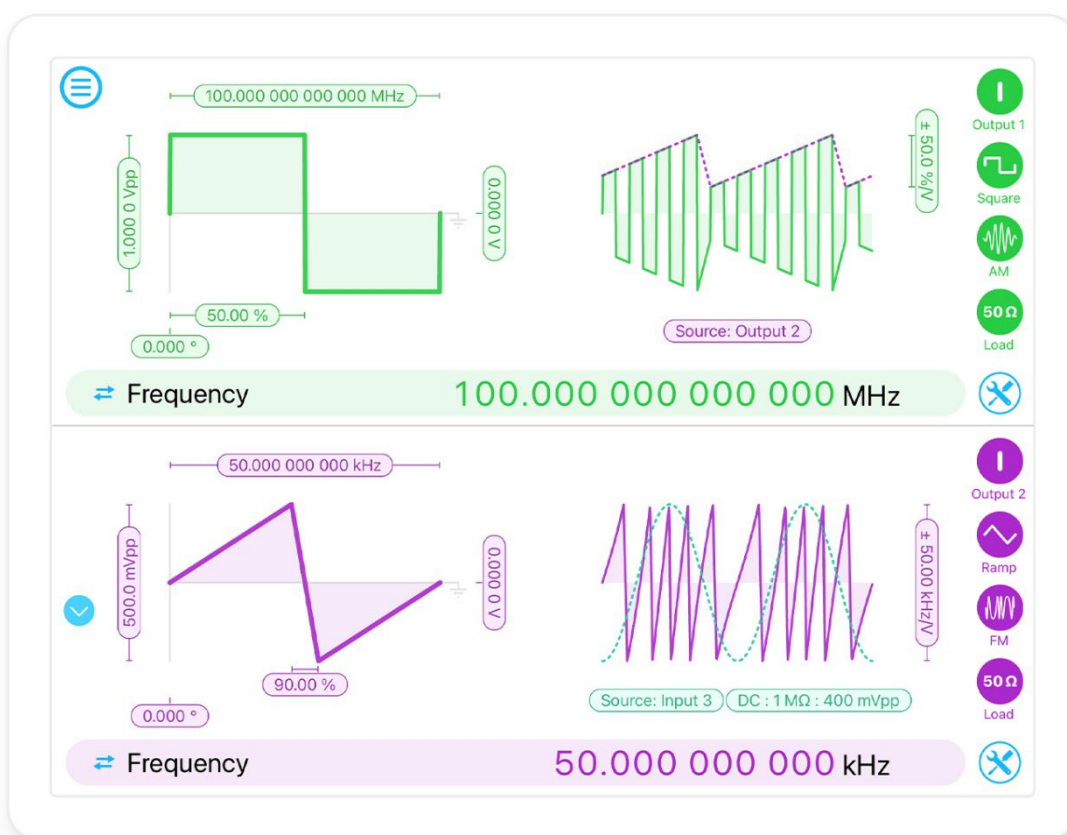 100.000 000 000 000 MHz
1.000 0 Vpp
0.000 0 V
50.00 %
0.000 °
± 50.0 %/V
Source: Output 2
Output 1
Square
AM
50 Ω
Load
Frequency
100.000 000 000 000 MHz
50.000 000 000 kHz
500.0 mVpp
0.000 0 V
90.00 %
0.000 °
± 50.00 kHz/V
Source: Input 3
DC : 1 MΩ : 400 mVpp
Output 2
Ramp
FM
50 Ω
Load
Frequency
50.000 000 000 kHz